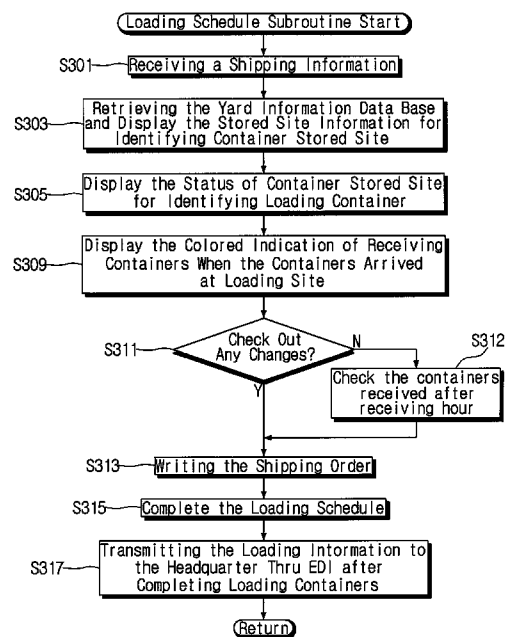 Loading Schedule Subroutine Start
S301
Receiving a Shipping Information
S303
Retrieving the Yard Information Data Base
and Display the Stored Site Information for
Identifying Container Stored Site
S305
Display the Status of Container Stored Site
for Identifying Loading Container
S309
Display the Colored Indication of Receiving
Containers When the Containers Arrived
at Loading Site
S311
Check Out
Any Changes?
N
Y
S312
Check the containers
received after
receiving hour
S313
Writing the Shipping Order
S315
Complete the Loading Schedule
S317
Transmitting the Loading Information to
the Headquarter Thru EDI after
Completing Loading Containers
Return